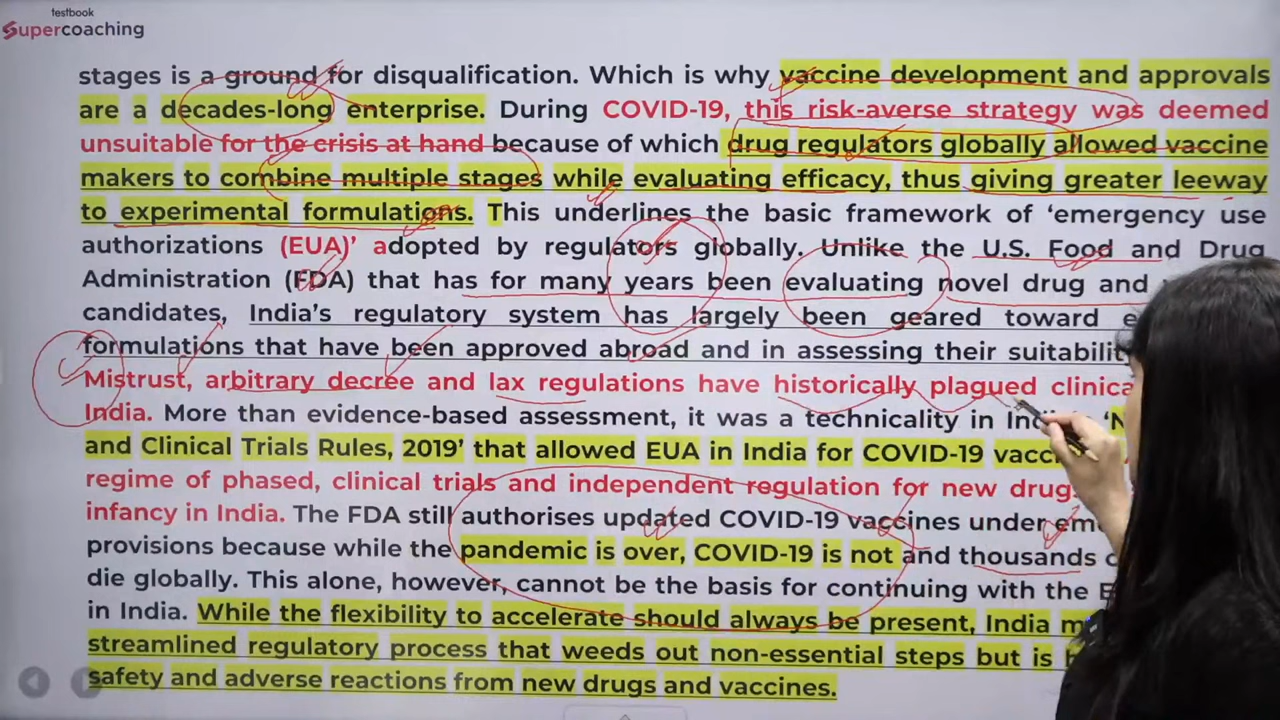 testbook
Supercoaching
stages is a ground for disqualification. Which is why vaccine development and approvals
are a decades-long enterprise. During COVID-19, this risk-averse strategy was deemed
unsuitable for the crisis at hand because of which drug regulators globally allowed vaccine
makers to combine multiple stages while evaluating efficacy, thus giving greater leeway
to experimental formulations. This underlines the basic framework of ‘emergency use
authorizations (EUA)’ adopted by regulators globally. Unlike the U.S. Food and Drug
Administration (FDA) that has for many years been evaluating novel drug and
candidates, India’s regulatory system has largely been geared toward
formulations that have been approved abroad and in assessing their
Mistrust, arbitrary decree and lax regulations have historically plagued
India. More than evidence-based assessment, it was a technicality in
and Clinical Trials Rules, 2019’ that allowed EUA in India for COVID-19
regime of phased, clinical trials and independent regulation for new
infancy in India. The FDA still authorises updated COVID-19 vaccines under
provisions because while the pandemic is over, COVID-19 is not and thousands
die globally. This alone, however, cannot be the basis for continuing with the
in India. While the flexibility to accelerate should always be present, India
streamlined regulatory process that weeds out non-essential steps but is
safety and adverse reactions from new drugs and vaccines.